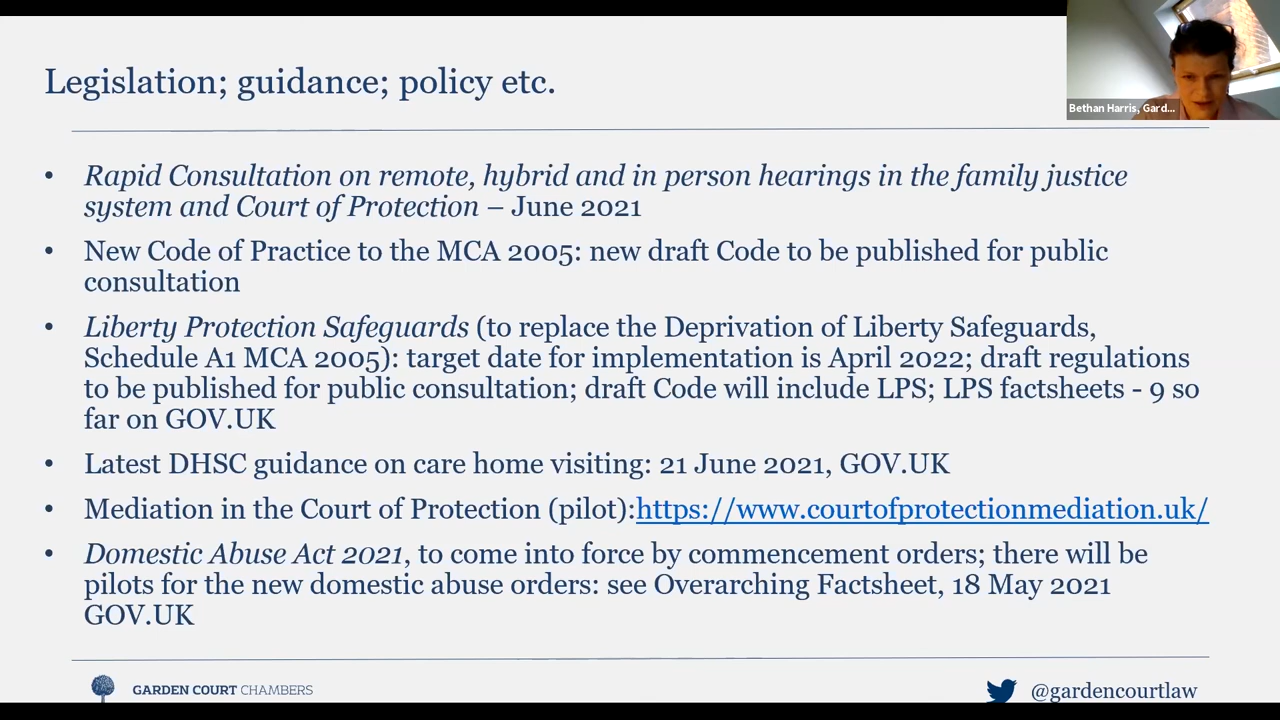 Legislation; guidance; policy etc.
Bethan Harris, Gard...
• Rapid Consultation on remote, hybrid and in person hearings in the family justice
system and Court of Protection – June 2021
• New Code of Practice to the MCA 2005: new draft Code to be published for public
consultation
• Liberty Protection Safeguards (to replace the Deprivation of Liberty Safeguards,
Schedule A1 MCA 2005): target date for implementation is April 2022; draft regulations
to be published for public consultation; draft Code will include LPS; LPS factsheets - 9 so
far on GOV.UK
• Latest DHSC guidance on care home visiting: 21 June 2021, GOV.UK
• Mediation in the Court of Protection (pilot):https://www.courtofprotectionmediation.uk/
• Domestic Abuse Act 2021, to come into force by commencement orders; there will be
pilots for the new domestic abuse orders: see Overarching Factsheet, 18 May 2021
GOV.UK
GARDEN COURT CHAMBERS
@gardencourtlaw